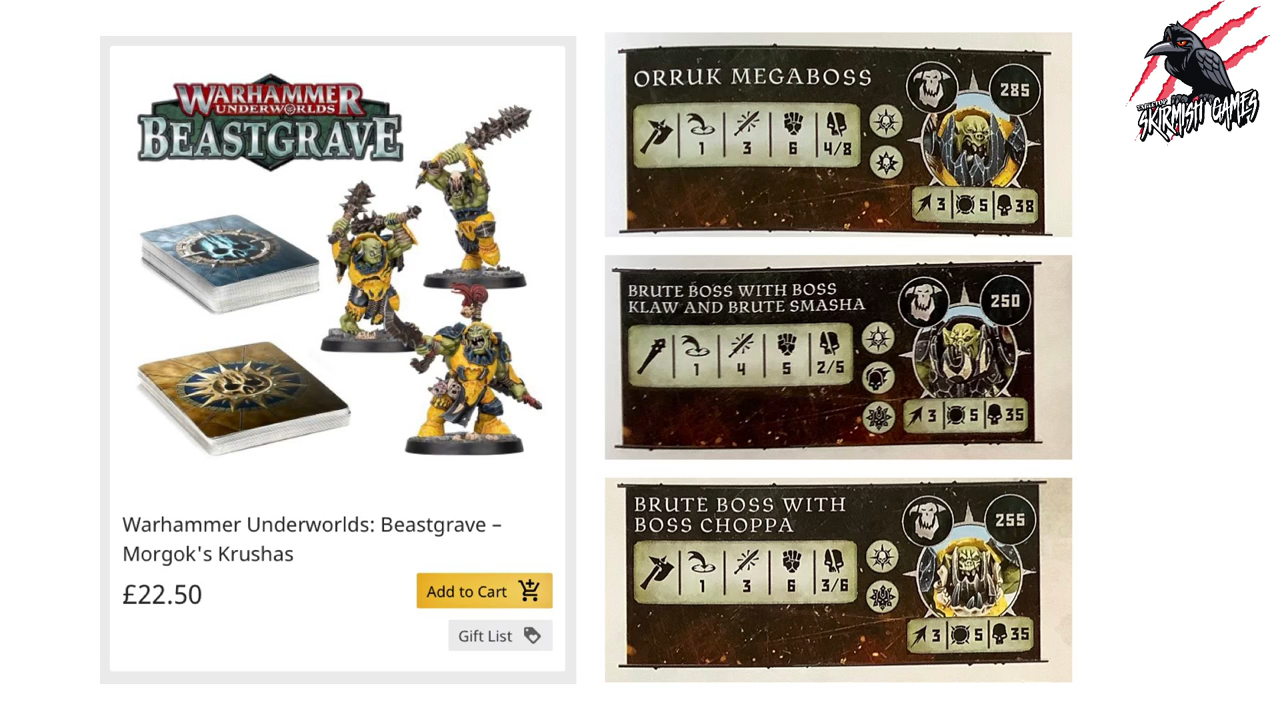 WARHAMMER
UNDERWORLDS
BEASTGRAVE
Warhammer Underworlds: Beastgrave –
Morgok's Krushas
£22.50
Add to Cart
Gift List
ORRUK MEGABOSS
285
1 3 6 4/8
3 5 38
BRUTE BOSS WITH BOSS
KLAW AND BRUTE SMASHA
250
1 4 5 2/5
3 5 35
BRUTE BOSS WITH
BOSS CHOPPA
255
1 3 6 3/6
3 5 35
TABLETOP
SKIRMISH GAMES